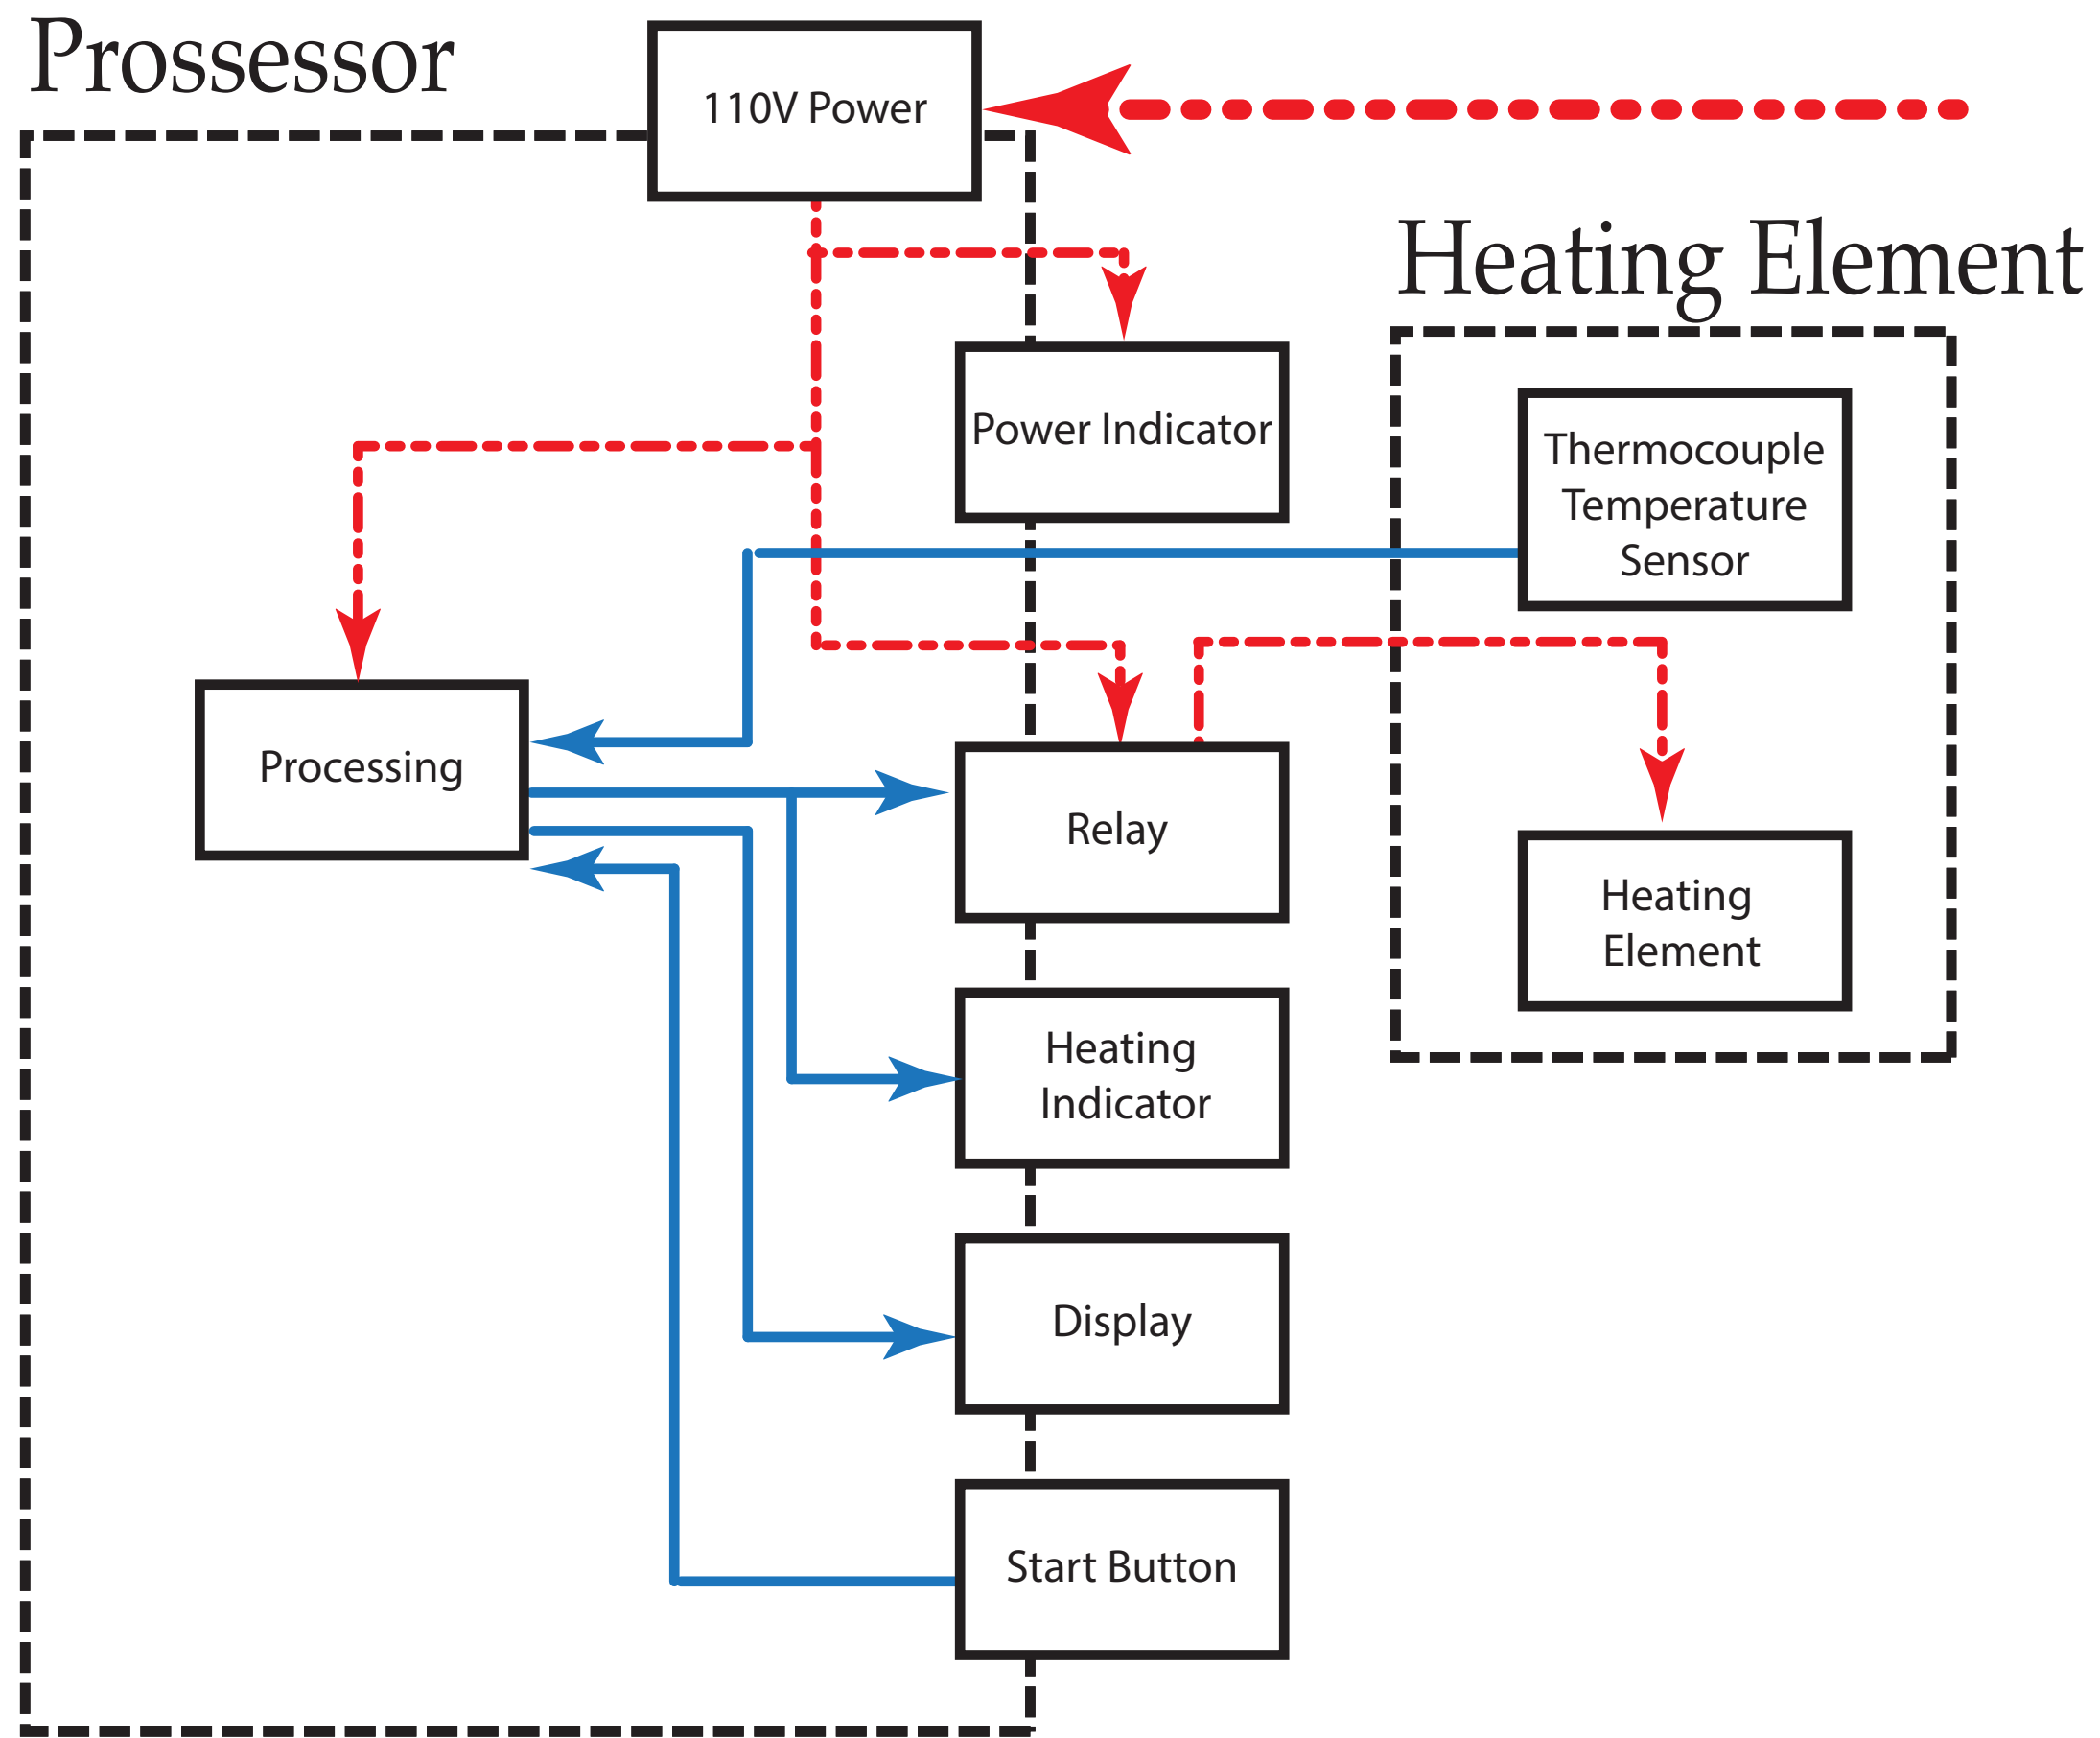 Prossessor
110V Power
Heating Element
Power Indicator
Thermocouple
Temperature
Sensor
Processing
Relay
Heating
Element
Heating
Indicator
Display
Start Button